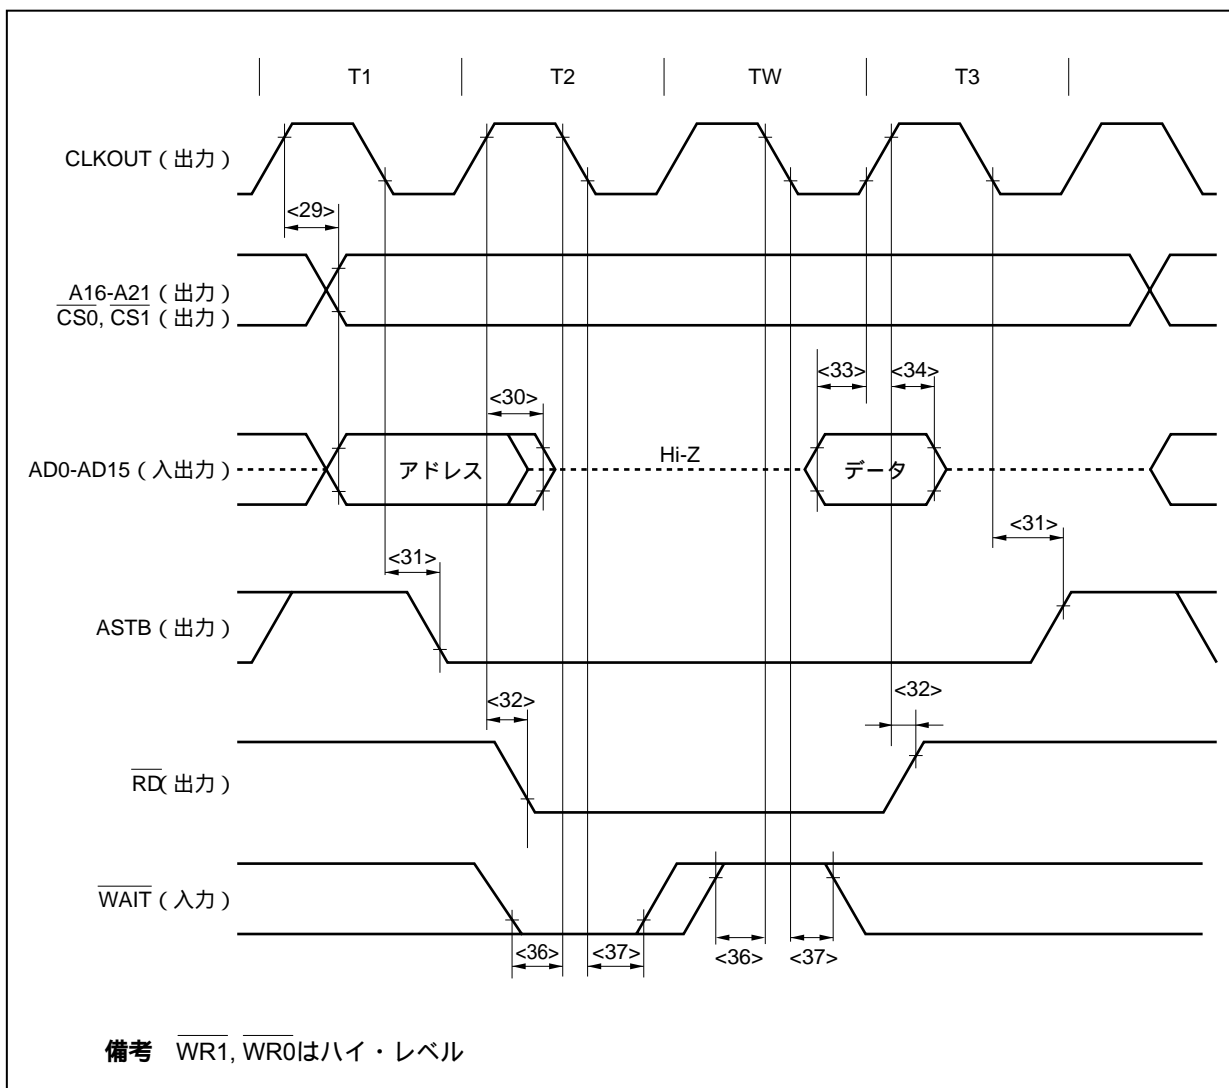 T1 T2 TW T3
CLKOUT（出力）
<29>
A16-A21（出力）
CS0, CS1（出力）
<33> <34>
<30>
AD0-AD15（入出力） アドレス Hi-Z データ
<31> <31>
ASTB（出力）
<32> <32>
RD（出力）
WAIT（入力）
<36> <37> <36> <37>
備考 WR1, WR0はハイ・レベル